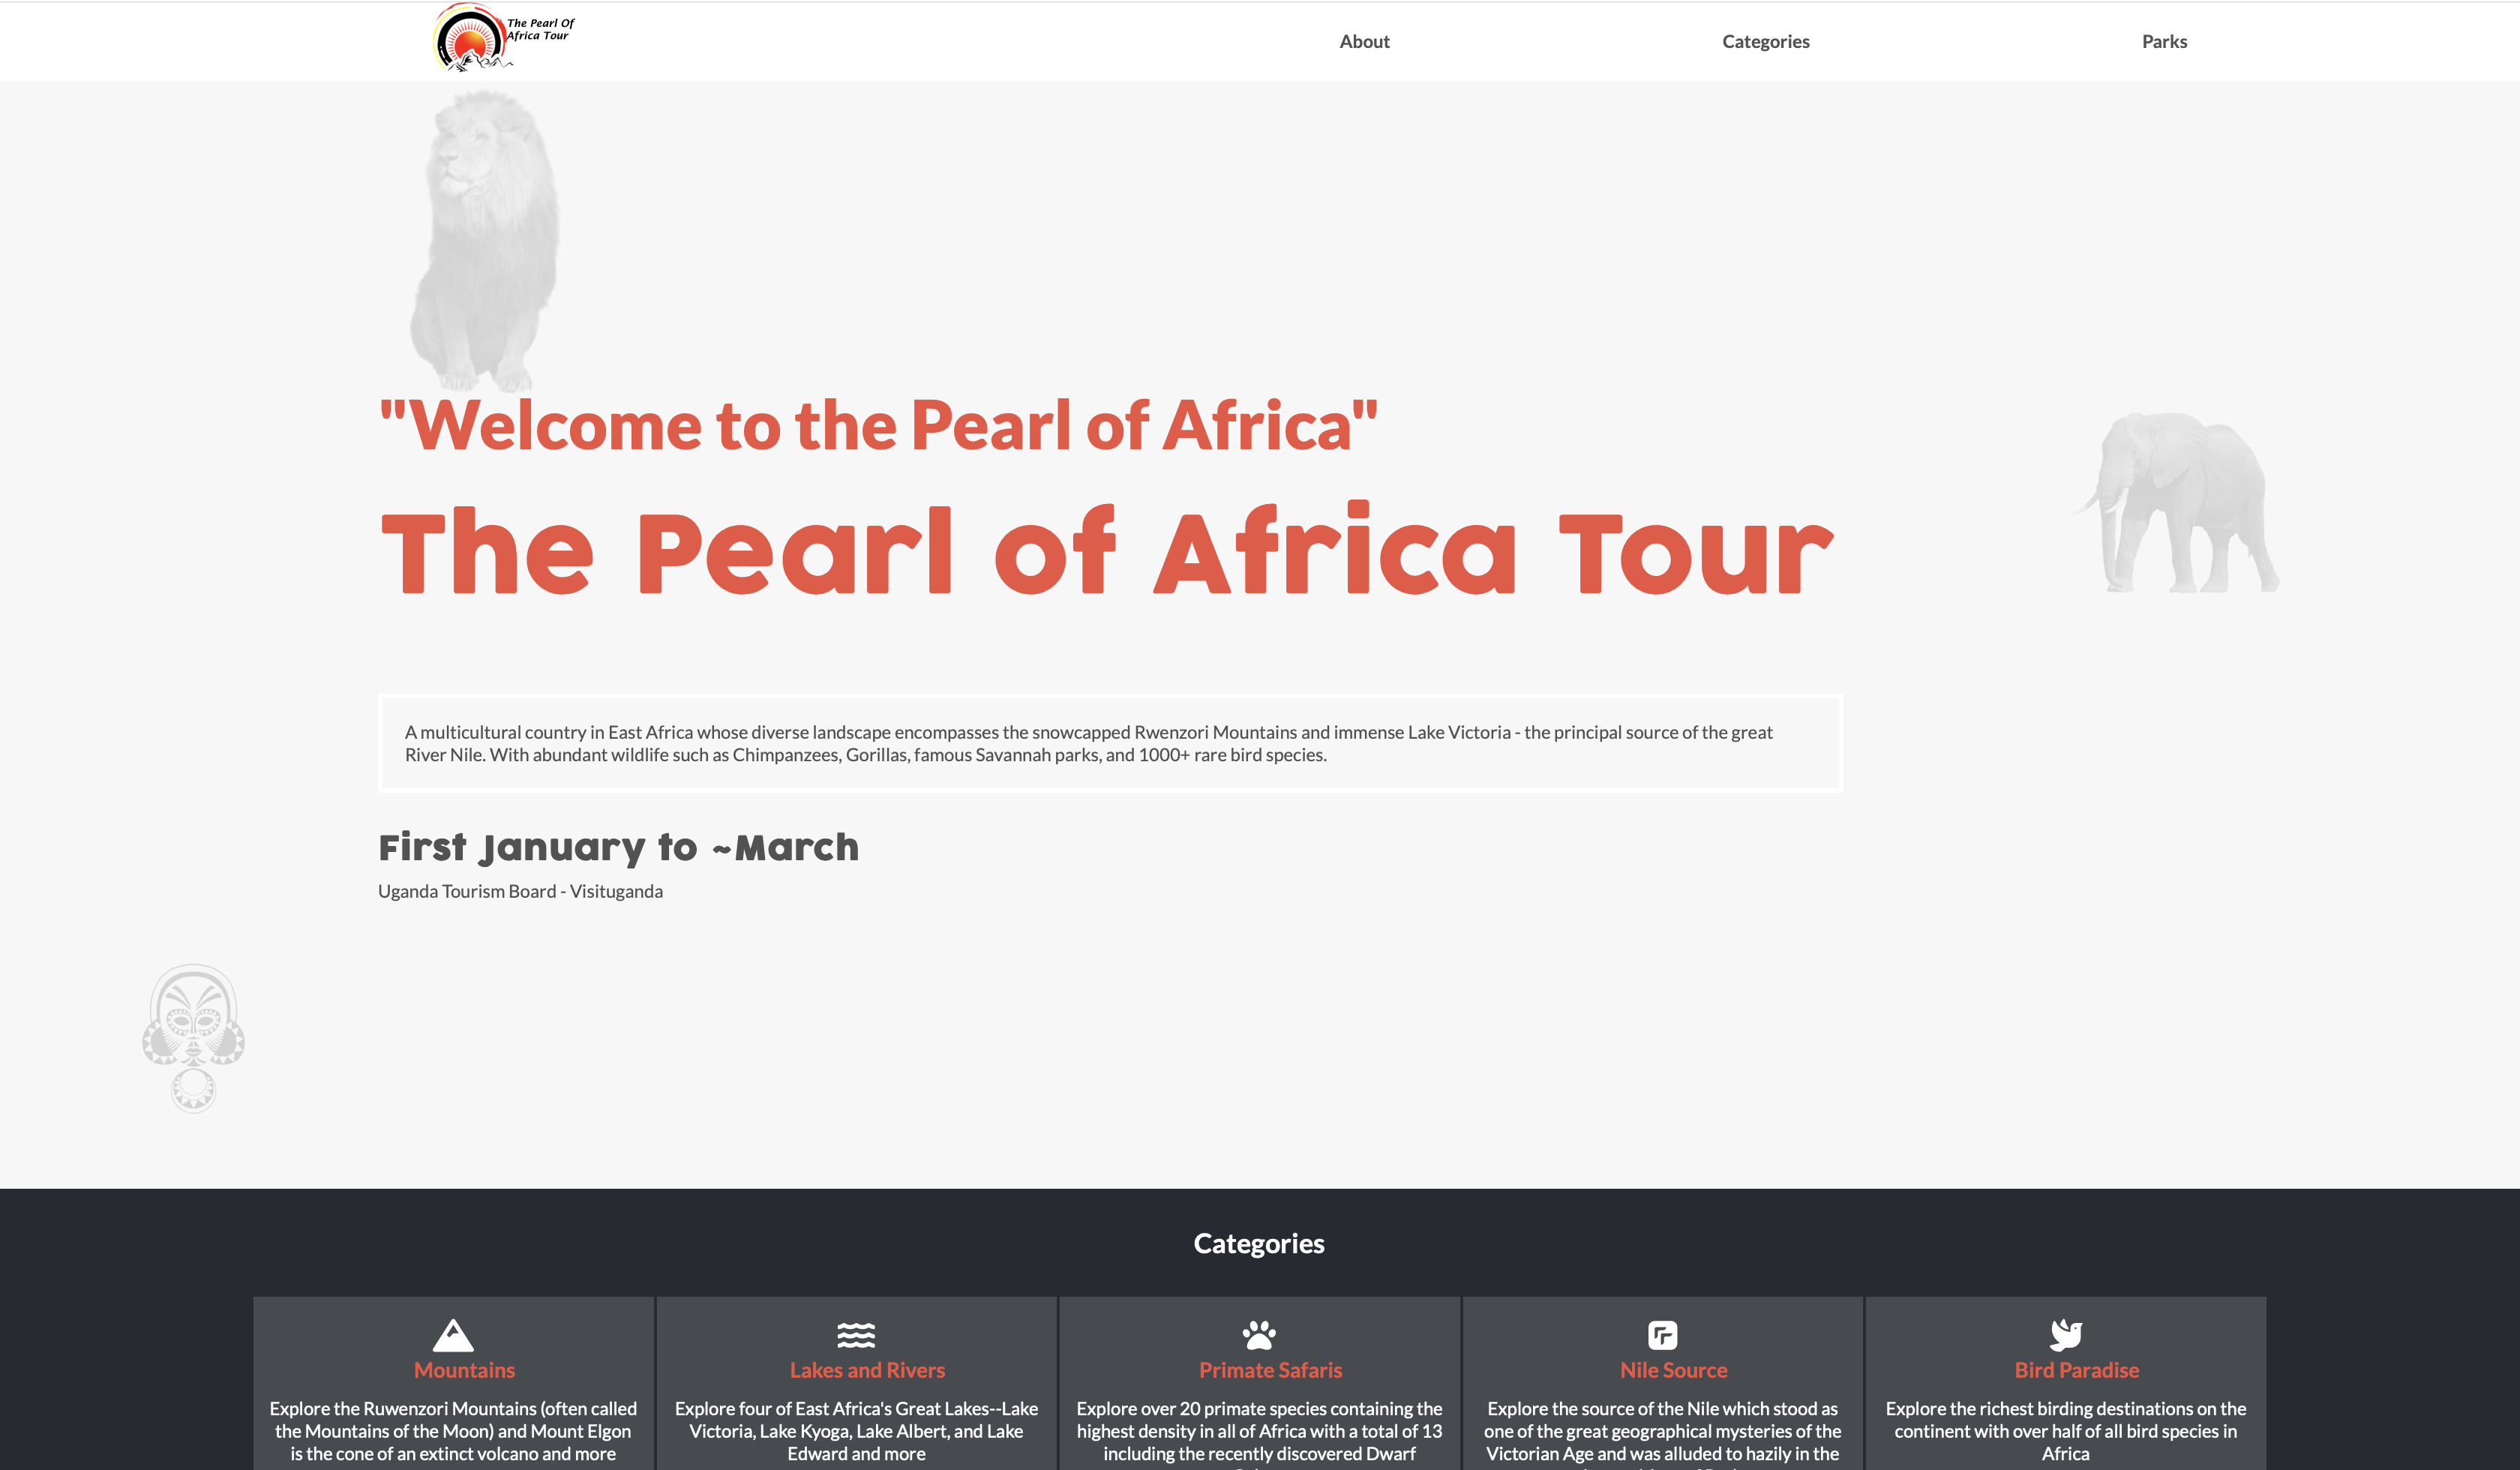 The Pearl Of
Africa Tour
About
Categories
Parks
"Welcome to the Pearl of Africa"
The Pearl of Africa Tour
A multicultural country in East Africa whose diverse landscape encompasses the snowcapped Rwenzori Mountains and immense Lake Victoria - the principal source of the great
River Nile. With abundant wildlife such as Chimpanzees, Gorillas, famous Savannah parks, and 1000+ rare bird species.
First January to ~March
Uganda Tourism Board - Visituganda
Categories
Mountains
Explore the Ruwenzori Mountains (often called
the Mountains of the Moon) and Mount Elgon
is the cone of an extinct volcano and more
Lakes and Rivers
Explore four of East Africa's Great Lakes--Lake
Victoria, Lake Kyoga, Lake Albert, and Lake
Edward and more
Primate Safaris
Explore over 20 primate species containing the
highest density in all of Africa with a total of 13
including the recently discovered Dwarf
Nile Source
Explore the source of the Nile which stood as
one of the great geographical mysteries of the
Victorian Age and was alluded to hazily in the
Bird Paradise
Explore the richest birding destinations on the
continent with over half of all bird species in
Africa